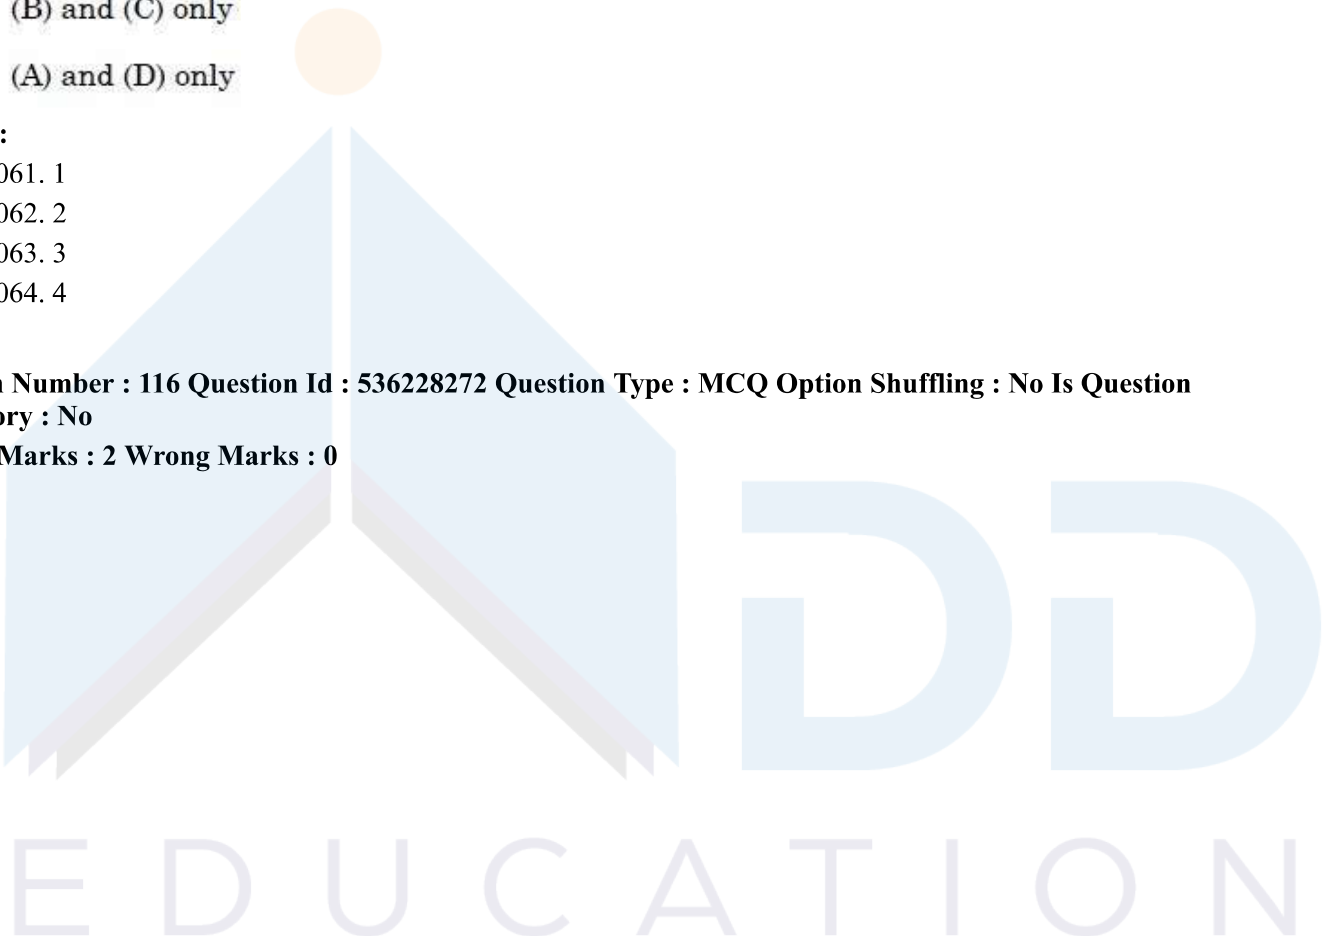 (B) and (C) only
(A) and (D) only
:
061. 1
062. 2
063. 3
064. 4
Number : 116 Question Id : 536228272 Question Type : MCQ Option Shuffling : No Is Question
: No
Marks : 2 Wrong Marks : 0
DD
EDUCATION